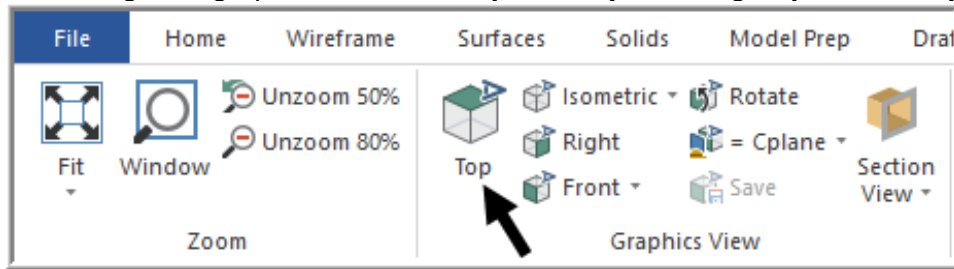 File Home Wireframe Surfaces Solids Model Prep Draf
Unzoom 50% Isometric Rotate
Unzoom 80% Right = Cplane
Fit Window Top Front Save Section View
Zoom Graphics View